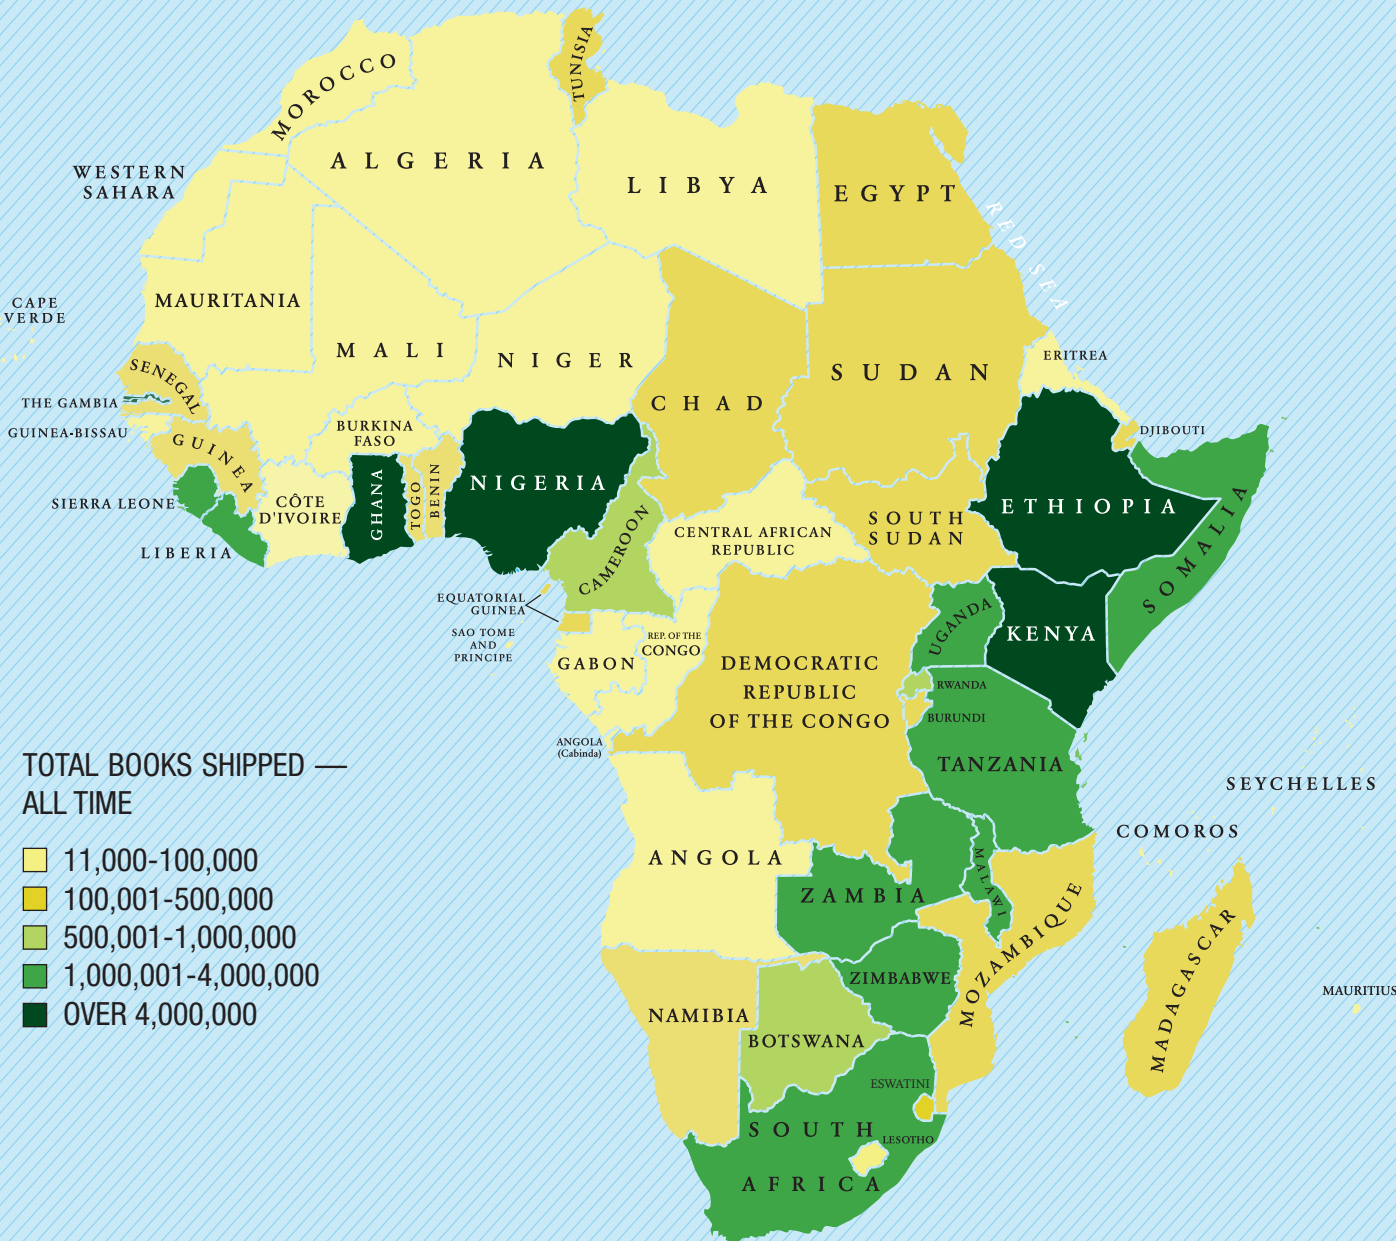 TUNISIA
MOROCCO
ALGERIA
LIBYA
EGYPT
WESTERN
SAHARA
RED SEA
MAURITANIA
CAPE
VERDE
MALI
NIGER
CHAD
SUDAN
ERITREA
SENEGAL
THE GAMBIA
GUINEA-BISSAU
GUINEA
BURKINA
FASO
DJIBOUTI
SIERRA LEONE
CÔTE
D'IVOIRE
GHANA
TOGO
BENIN
NIGERIA
ETHIOPIA
SOMALIA
LIBERIA
CAMEROON
CENTRAL AFRICAN
REPUBLIC
SOUTH
SUDAN
EQUATORIAL
GUINEA
SAO TOME
AND
PRINCIPE
GABON
REP. OF THE
CONGO
UGANDA
KENYA
DEMOCRATIC
REPUBLIC
OF THE CONGO
RWANDA
BURUNDI
ANGOLA
(Cabinda)
TANZANIA
SEYCHELLES
COMOROS
ANGOLA
ZAMBIA
MALAWI
MOZAMBIQUE
MADAGASCAR
MAURITIUS
ZIMBABWE
NAMIBIA
BOTSWANA
ESWATINI
LESOTHO
SOUTH
AFRICA
TOTAL BOOKS SHIPPED —
ALL TIME
11,000-100,000
100,001-500,000
500,001-1,000,000
1,000,001-4,000,000
OVER 4,000,000